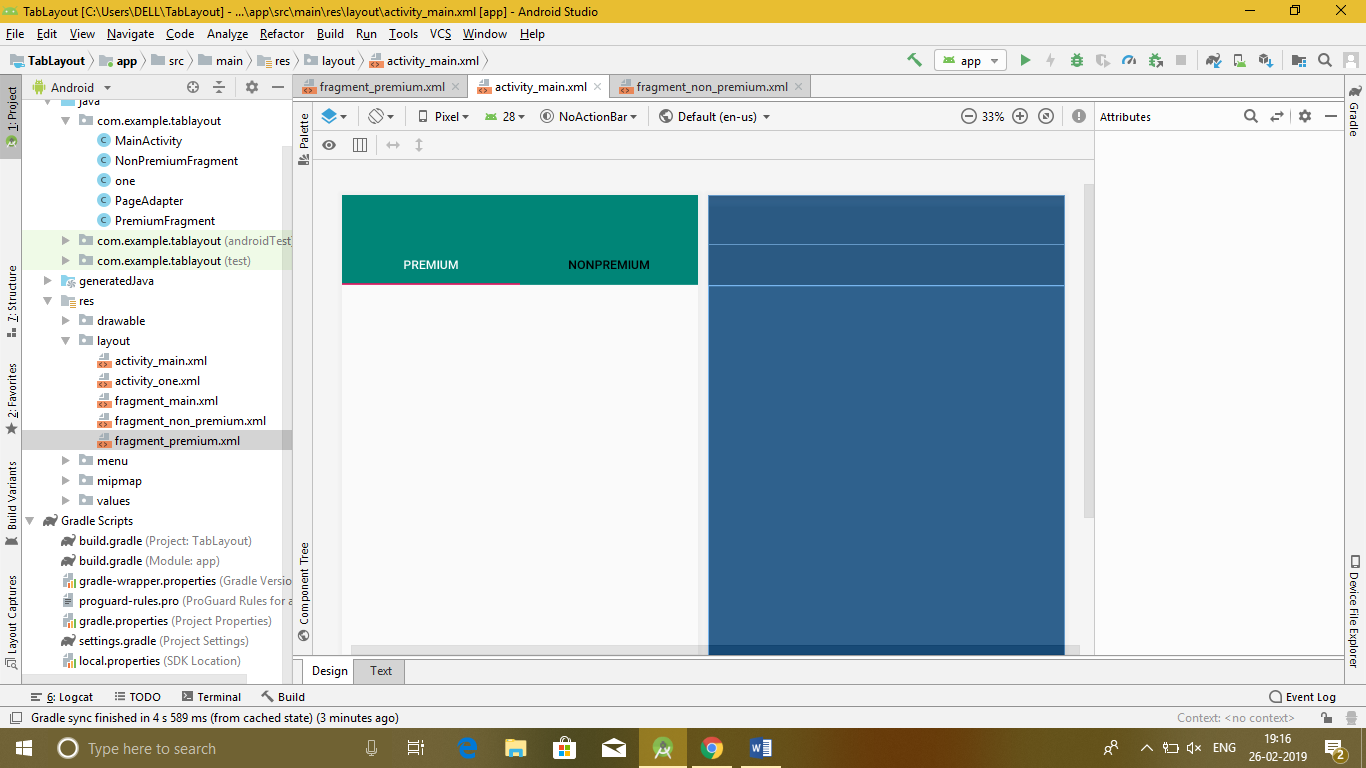 TabLayout [C:\Users\DELL\TabLayout] - ...\app\src\main\res\layout\activity_main.xml [app] - Android Studio
File Edit View Navigate Code Analyze Refactor Build Run Tools VCS Window Help
TabLayout app src main res layout activity_main.xml app
1: Project
7: Structure
2: Favorites
Build Variants
Layout Captures
Android
java
com.example.tablayout
MainActivity
NonPremiumFragment
one
PageAdapter
PremiumFragment
com.example.tablayout (androidTest
com.example.tablayout (test)
generatedJava
res
drawable
layout
activity_main.xml
activity_one.xml
fragment_main.xml
fragment_non_premium.xml
fragment_premium.xml
menu
mipmap
values
Gradle Scripts
build.gradle (Project: TabLayout)
build.gradle (Module: app)
gradle-wrapper.properties (Gradle Versio
proguard-rules.pro (ProGuard Rules for a
gradle.properties (Project Properties)
settings.gradle (Project Settings)
local.properties (SDK Location)
fragment_premium.xml activity_main.xml fragment_non_premium.xml
Palette
Component Tree
Pixel 28 NoActionBar Default (en-us) 33%
Attributes
PREMIUM NONPREMIUM
Gradle
Device File Explorer
Design Text
6: Logcat TODO Terminal Build Event Log
Gradle sync finished in 4 s 589 ms (from cached state) (3 minutes ago) Context: <no context>
Type here to search
ENG
19:16
26-02-2019
2